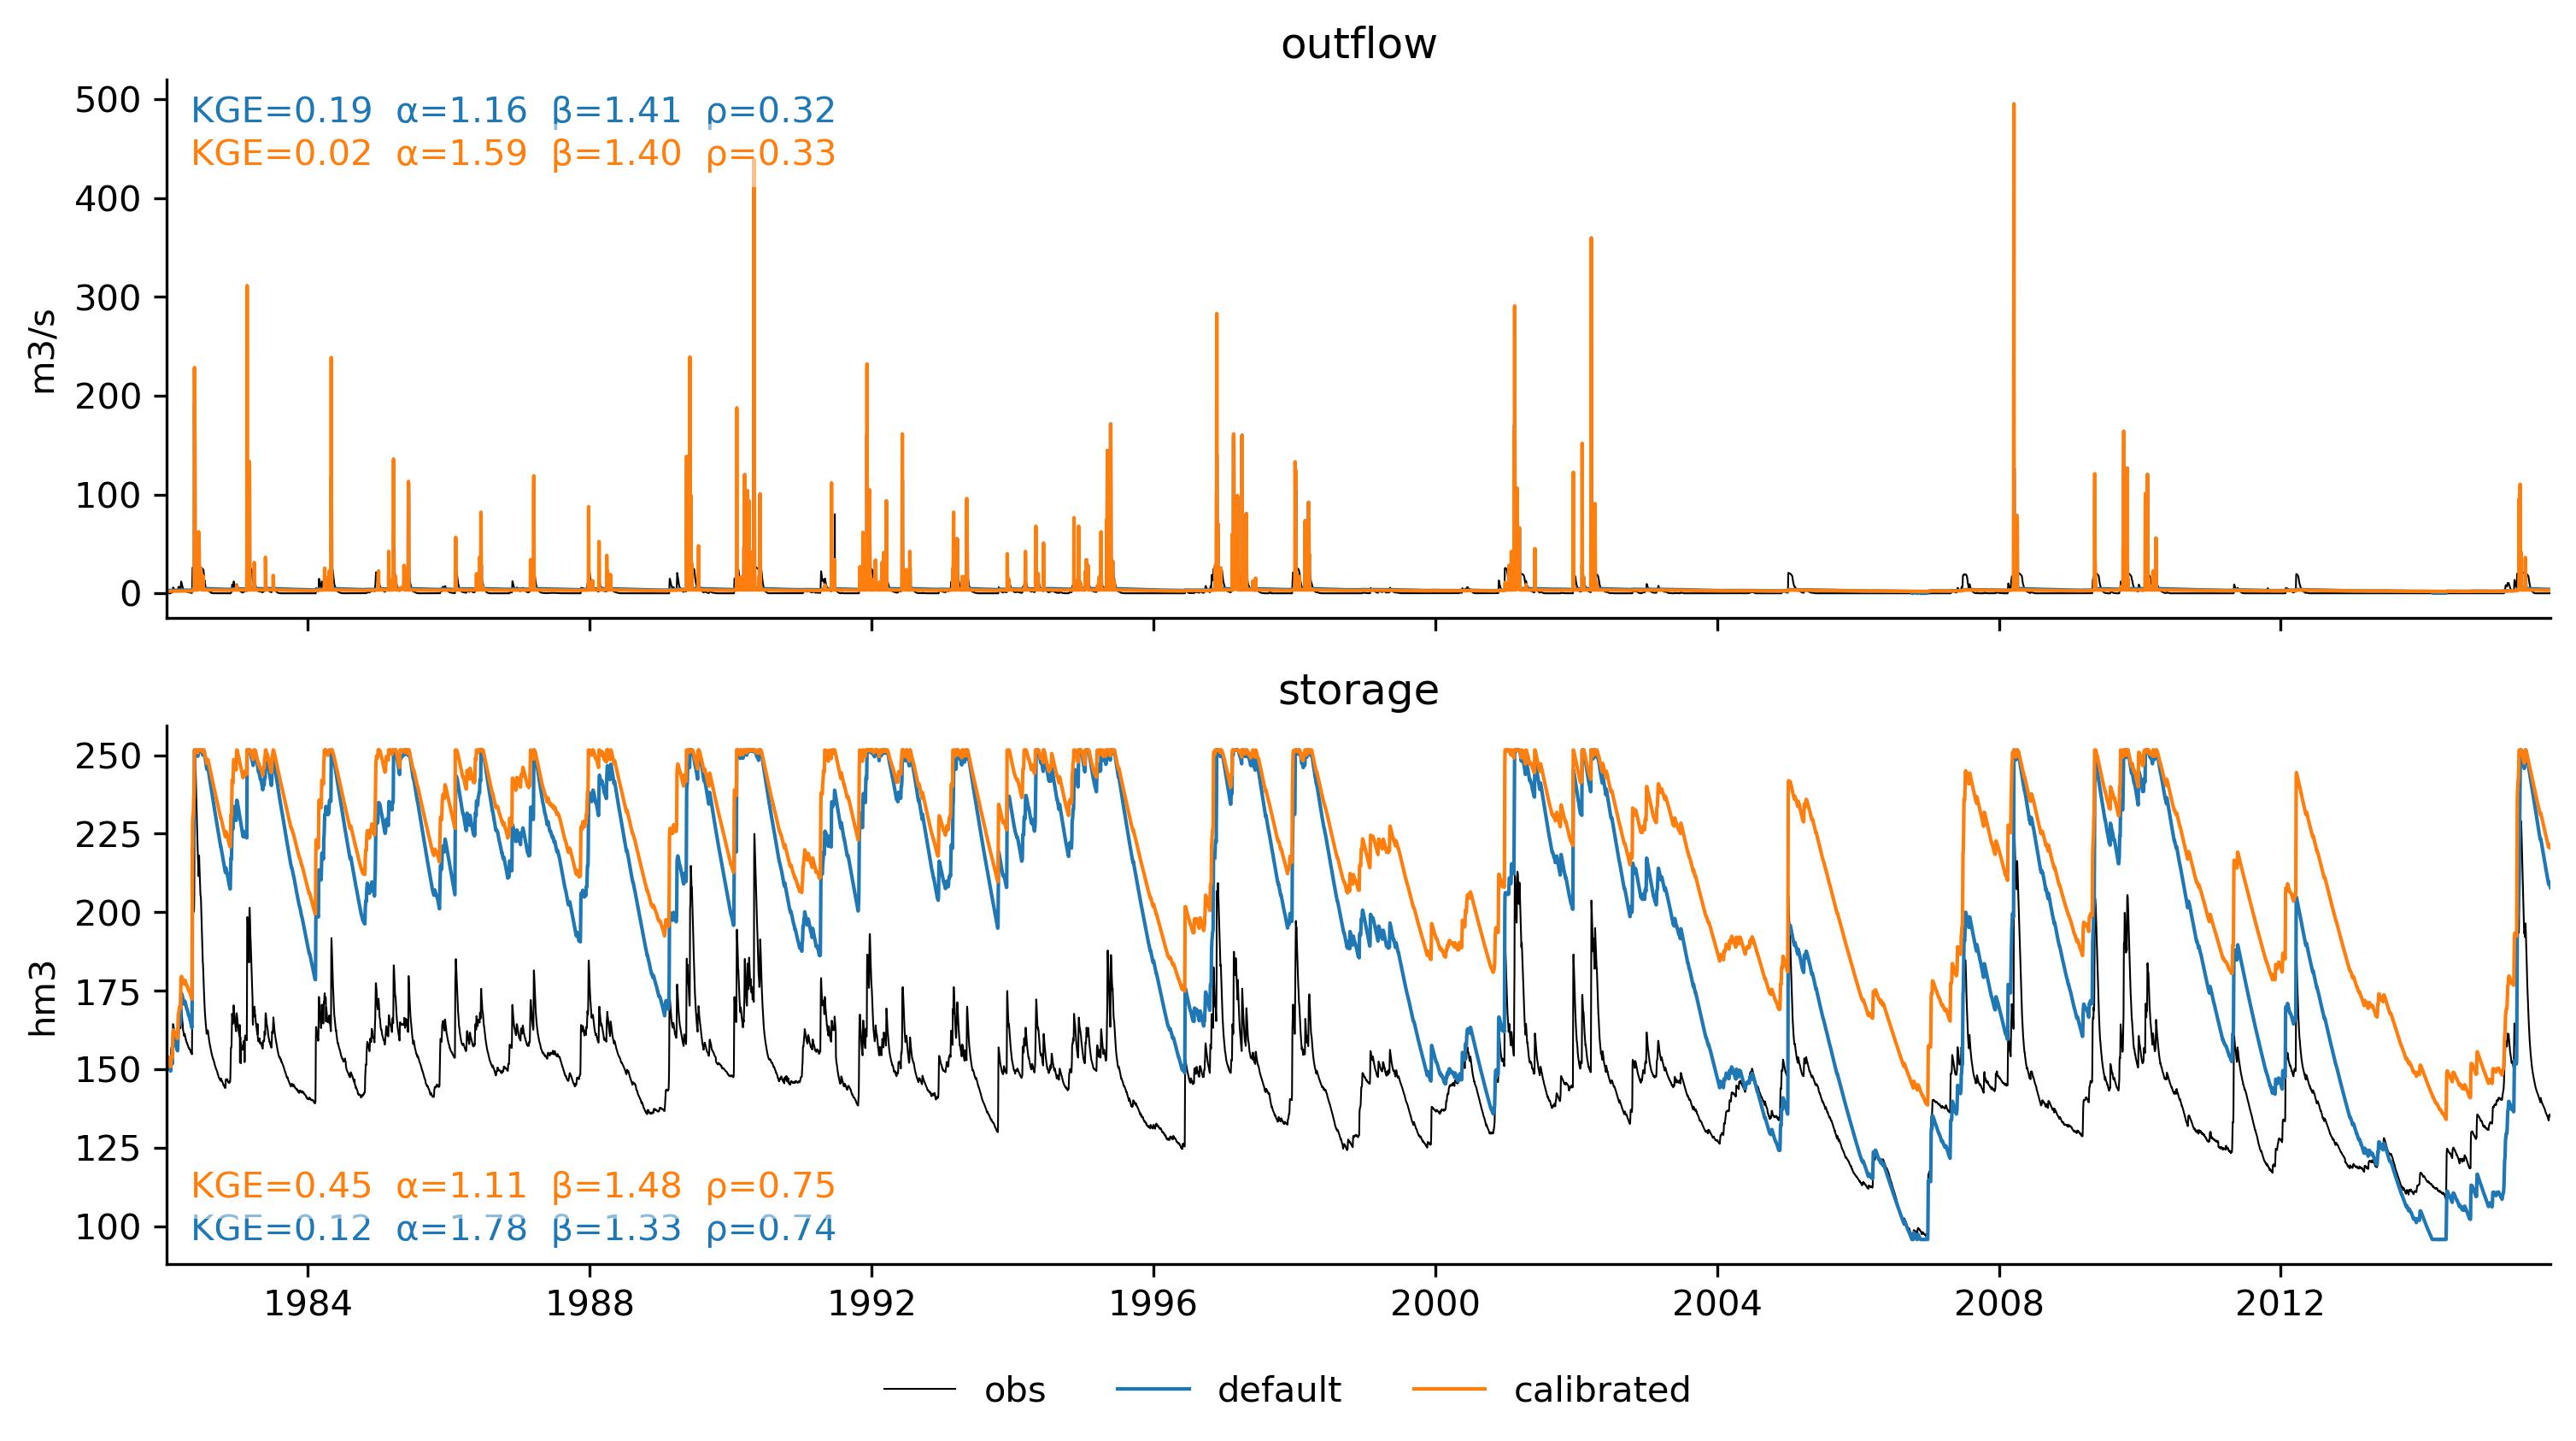 outflow
KGE=0.19 α=1.16 β=1.41 ρ=0.32
KGE=0.02 α=1.59 β=1.40 ρ=0.33
m3/s
500
400
300
200
100
0
storage
hm3
250
225
200
175
150
125
100
KGE=0.45 α=1.11 β=1.48 ρ=0.75
KGE=0.12 α=1.78 β=1.33 ρ=0.74
1984 1988 1992 1996 2000 2004 2008 2012
obs default calibrated